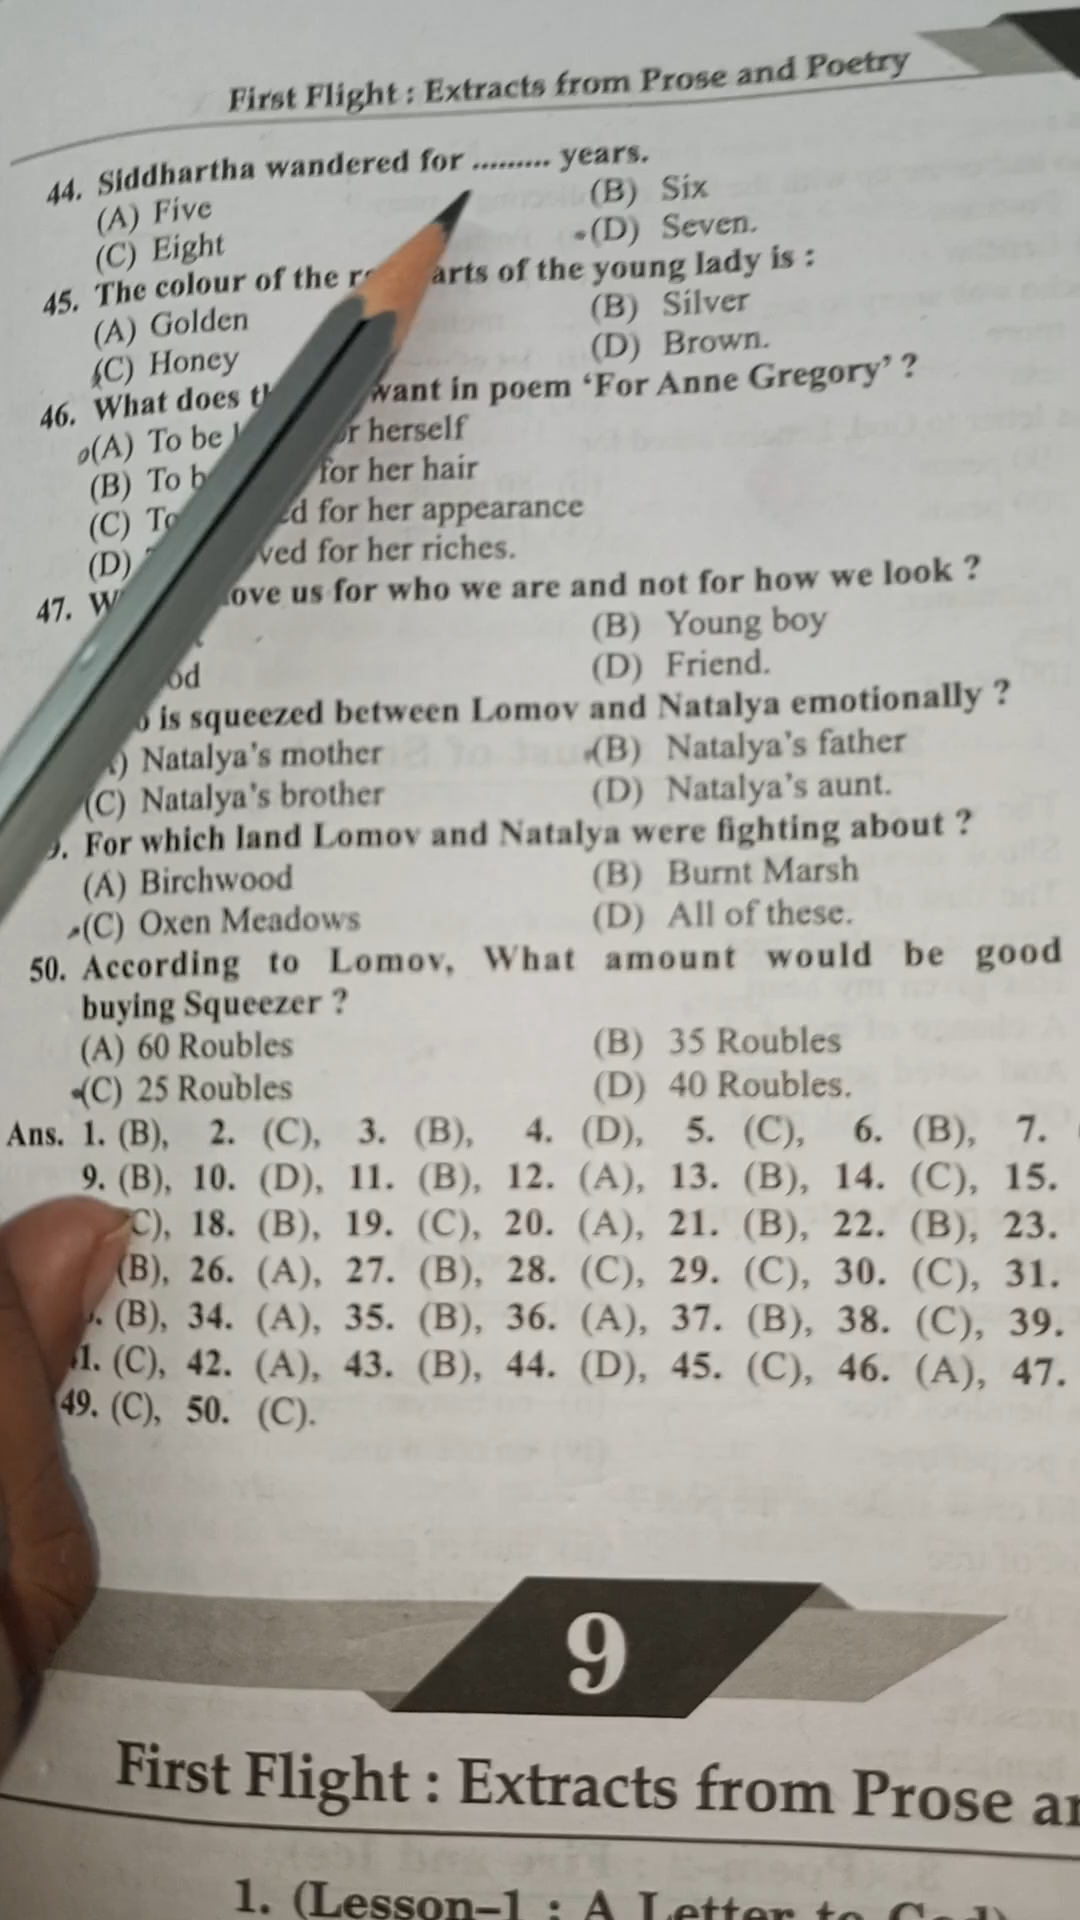 First Flight : Extracts from Prose and Poetry
44. Siddhartha wandered for ......... years.
(A) Five (B) Six
(C) Eight (D) Seven.
45. The colour of the arts of the young lady is :
(A) Golden (B) Silver
(C) Honey (D) Brown.
46. What does want in poem ‘For Anne Gregory’ ?
(A) To be herself
(B) To for her hair
(C) for her appearance
(D) for her riches.
47. us for who we are and not for how we look ?
(B) Young boy
(D) Friend.
is squeezed between Lomov and Natalya emotionally ?
Natalya’s mother (B) Natalya’s father
(C) Natalya’s brother (D) Natalya’s aunt.
For which land Lomov and Natalya were fighting about ?
(A) Birchwood (B) Burnt Marsh
(C) Oxen Meadows (D) All of these.
50. According to Lomov, What amount would be good
buying Squeezer ?
(A) 60 Roubles (B) 35 Roubles
(C) 25 Roubles (D) 40 Roubles.
Ans. 1. (B), 2. (C), 3. (B), 4. (D), 5. (C), 6. (B), 7.
9. (B), 10. (D), 11. (B), 12. (A), 13. (B), 14. (C), 15.
C), 18. (B), 19. (C), 20. (A), 21. (B), 22. (B), 23.
(B), 26. (A), 27. (B), 28. (C), 29. (C), 30. (C), 31.
(B), 34. (A), 35. (B), 36. (A), 37. (B), 38. (C), 39.
1. (C), 42. (A), 43. (B), 44. (D), 45. (C), 46. (A), 47.
49. (C), 50. (C).
9
First Flight : Extracts from Prose
1. (Lesson–1 : A Letter to God)